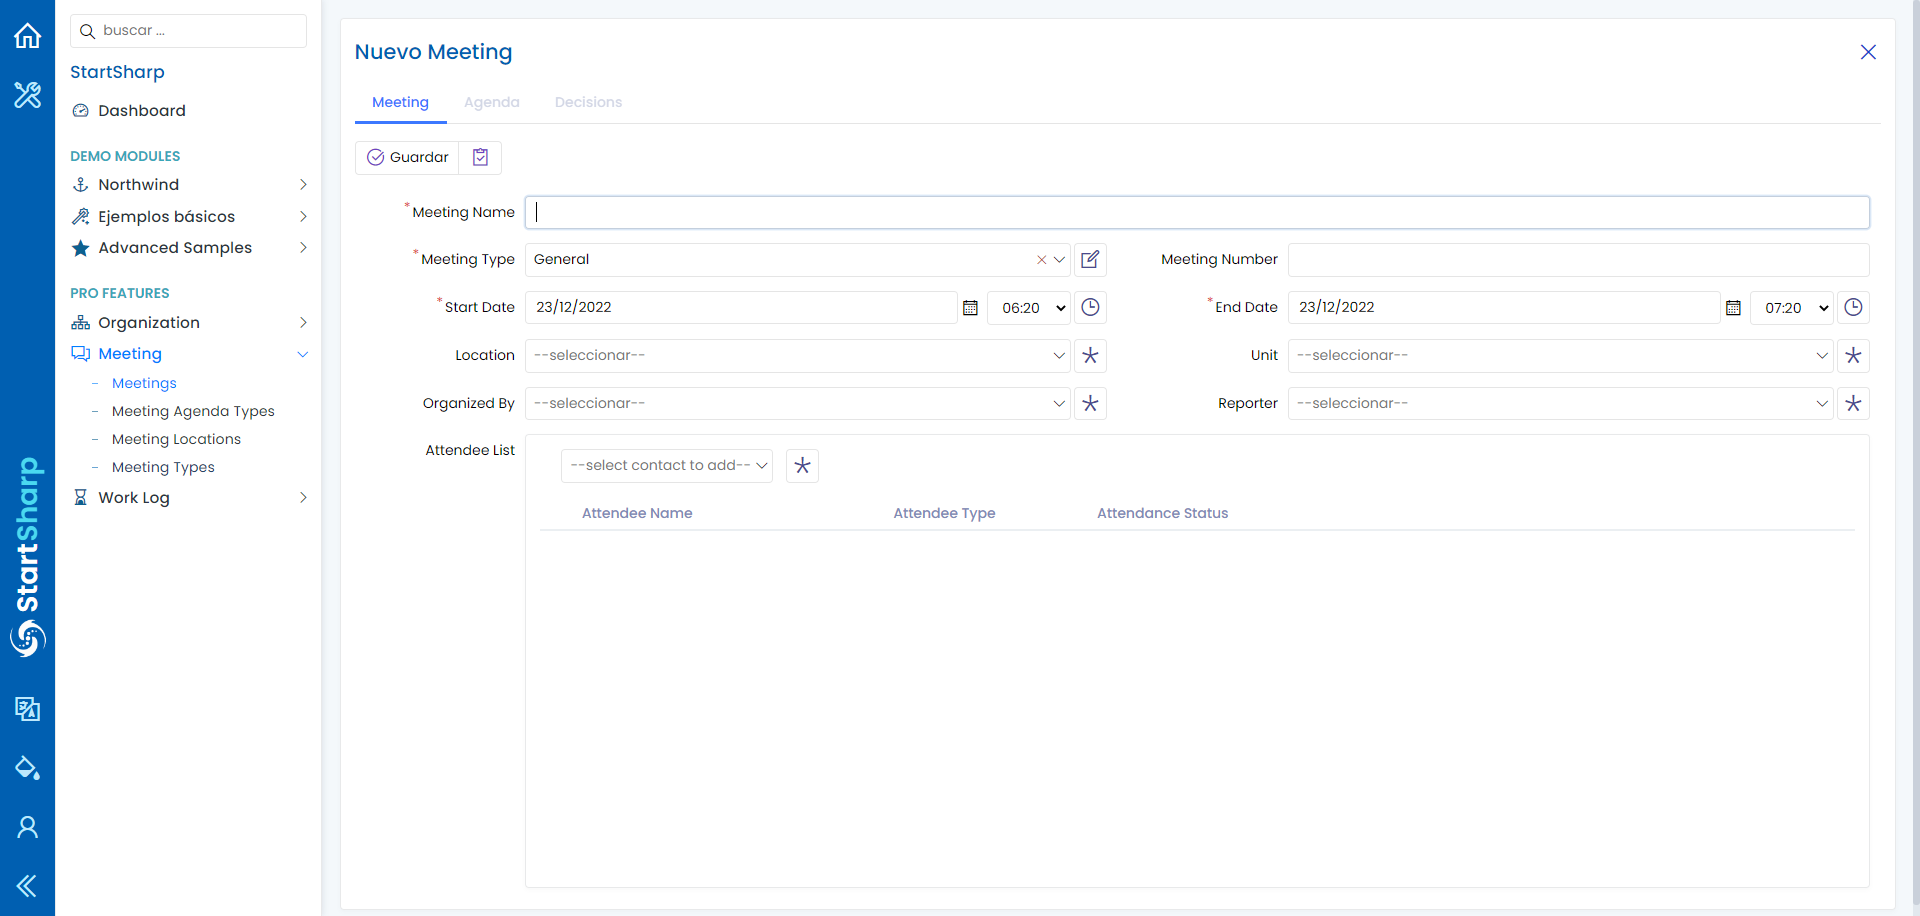 buscar ...
StartSharp
Dashboard
DEMO MODULES
Northwind
Ejemplos básicos
Advanced Samples
PRO FEATURES
Organization
Meeting
Meetings
Meeting Agenda Types
Meeting Locations
Meeting Types
Work Log
StartSharp
Nuevo Meeting
Meeting Agenda Decisions
Guardar
*Meeting Name
*Meeting Type General Meeting Number
*Start Date 23/12/2022 06:20 *End Date 23/12/2022 07:20
Location --seleccionar-- Unit --seleccionar--
Organized By --seleccionar-- Reporter --seleccionar--
Attendee List
--select contact to add--
Attendee Name Attendee Type Attendance Status